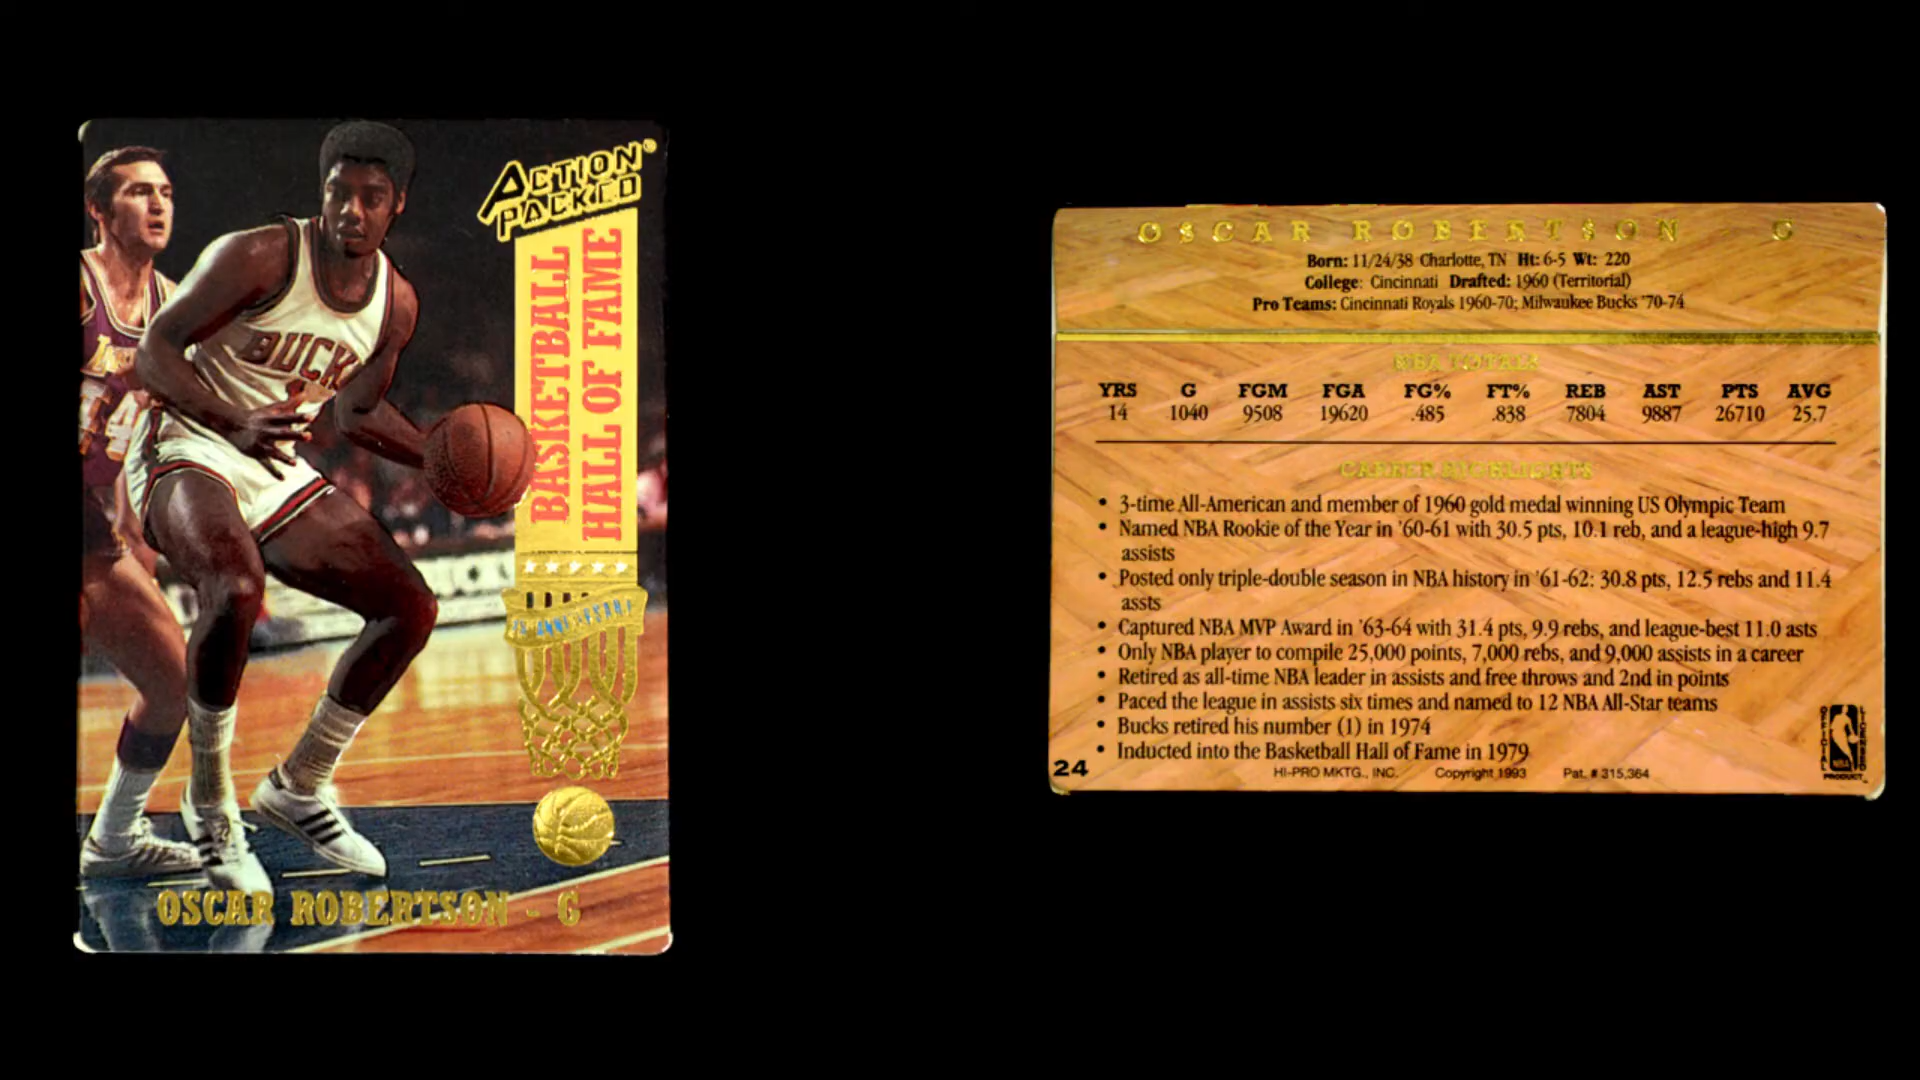 ACTION
PACKED
BASKETBALL
HALL OF FAME
BUCK
OSCAR ROBERTSON - G
OSCAR ROBERTSON - G
Born: 11/24/38 Charlotte, TN Ht: 6-5 Wt: 220
College: Cincinnati Drafted: 1960 (Territorial)
Pro Teams: Cincinnati Royals 1960-70; Milwaukee Bucks '70-74
NBA TOTALS
YRS G FGM FGA FG% FT% REB AST PTS AVG
14 1040 9508 19620 .485 .838 7804 9887 26710 25.7
CAREER HIGHLIGHTS
• 3-time All-American and member of 1960 gold medal winning US Olympic Team
• Named NBA Rookie of the Year in '60-61 with 30.5 pts, 10.1 reb, and a league-high 9.7
assists
• Posted only triple-double season in NBA history in '61-62: 30.8 pts, 12.5 rebs and 11.4
assts
• Captured NBA MVP Award in '63-64 with 31.4 pts, 9.9 rebs, and league-best 11.0 asts
• Only NBA player to compile 25,000 points, 7,000 rebs, and 9,000 assists in a career
• Retired as all-time NBA leader in assists and free throws and 2nd in points
• Paced the league in assists six times and named to 12 NBA All-Star teams
• Bucks retired his number (1) in 1974
• Inducted into the Basketball Hall of Fame in 1979
24
HI-PRO MKTG., INC. Copyright 1993 Pat. # 315,364
OFFICIAL
LICENSED
NBA
PRODUCT